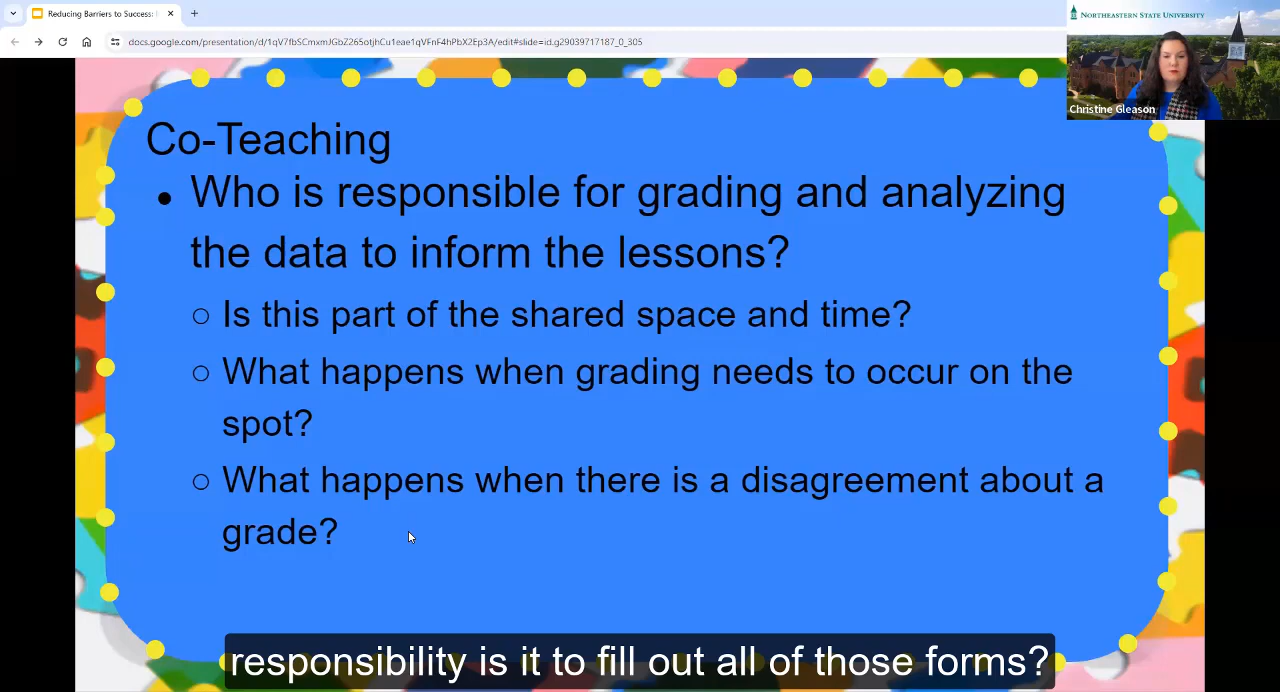 Reducing Barriers to Success:
docs.google.com/presentation/d/1qV7fbSCmxmJGbZ265otjhCu1eae1qVFnF4hPbX2Ep3A/edit#slide=id.g29039717187_0_305
NORTHEASTERN STATE UNIVERSITY
Christine Gleason
Co-Teaching
● Who is responsible for grading and analyzing
the data to inform the lessons?
○ Is this part of the shared space and time?
○ What happens when grading needs to occur on the
spot?
○ What happens when there is a disagreement about a
grade?
responsibility is it to fill out all of those forms?